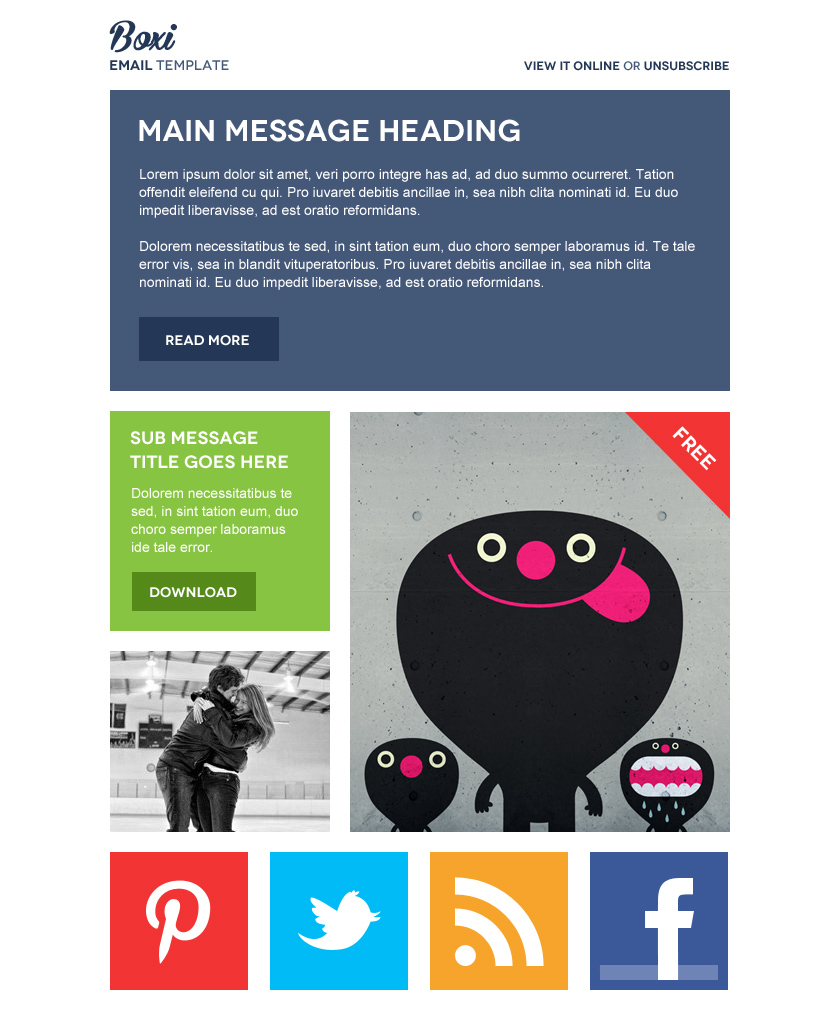 Boxi
EMAIL TEMPLATE
VIEW IT ONLINE OR UNSUBSCRIBE
MAIN MESSAGE HEADING
Lorem ipsum dolor sit amet, veri porro integre has ad, ad duo summo ocurreret. Tation
offendit eleifend cu qui. Pro iuvaret debitis ancillae in, sea nibh clita nominati id. Eu duo
impedit liberavisse, ad est oratio reformidans.
Dolorem necessitatibus te sed, in sint tation eum, duo choro semper laboramus id. Te tale
error vis, sea in blandit vituperatoribus. Pro iuvaret debitis ancillae in, sea nibh clita
nominati id. Eu duo impedit liberavisse, ad est oratio reformidans.
READ MORE
SUB MESSAGE
TITLE GOES HERE
Dolorem necessitatibus te
sed, in sint tation eum, duo
choro semper laboramus
ide tale error.
DOWNLOAD
FREE